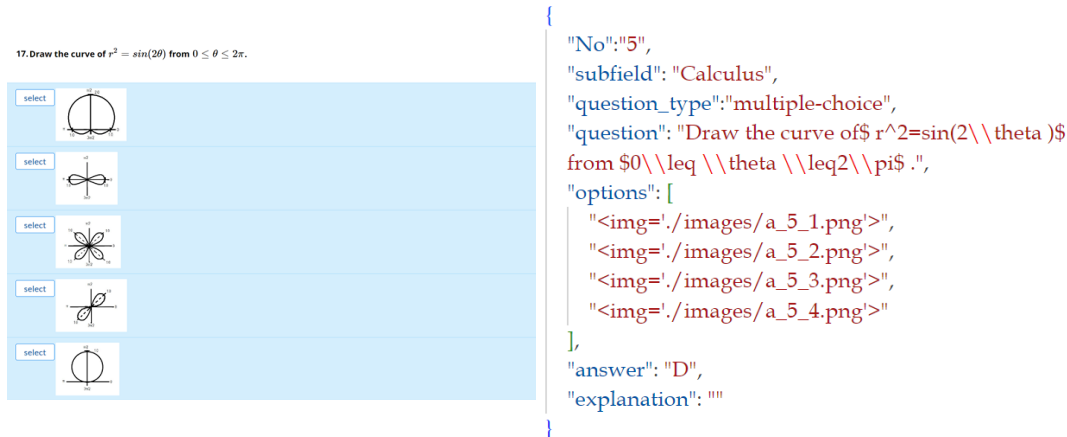 17. Draw the curve of r² = sin(2θ) from 0 ≤ θ ≤ 2π.
select
select
select
select
select
{
"No":"5",
"subfield": "Calculus",
"question_type":"multiple-choice",
"question": "Draw the curve of$ r^2=sin(2\\theta )$
from $0\\leq \\theta \\leq2\\pi$ .",
"options": [
"<img='./images/a_5_1.png'>",
"<img='./images/a_5_2.png'>",
"<img='./images/a_5_3.png'>",
"<img='./images/a_5_4.png'>"
],
"answer": "D",
"explanation": ""
}